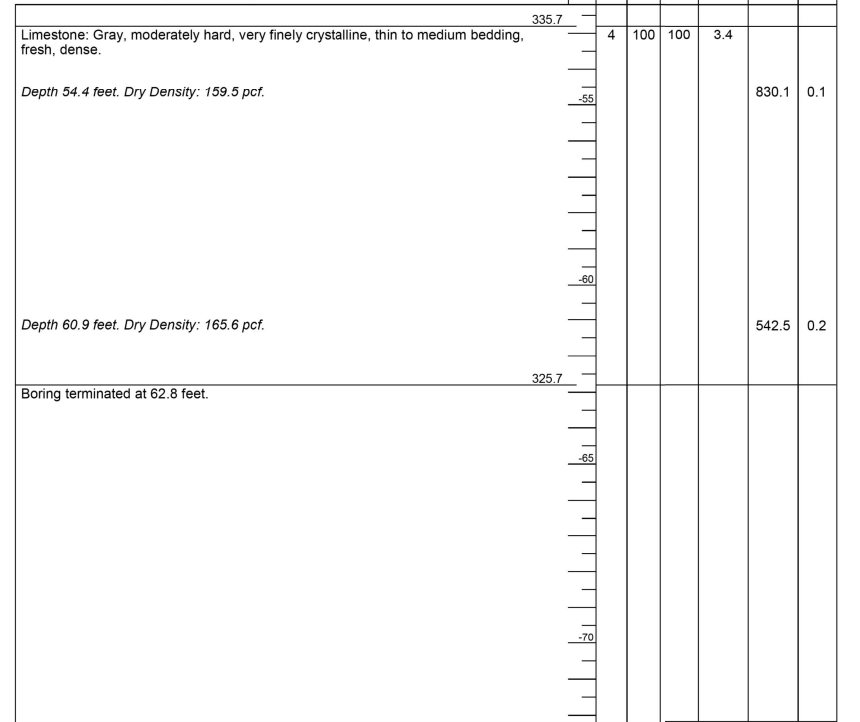 335.7
Limestone: Gray, moderately hard, very finely crystalline, thin to medium bedding, 4 100 100 3.4
fresh, dense.
Depth 54.4 feet. Dry Density: 159.5 pcf. 830.1 0.1
-55
-60
Depth 60.9 feet. Dry Density: 165.6 pcf. 542.5 0.2
325.7
Boring terminated at 62.8 feet.
-65
-70